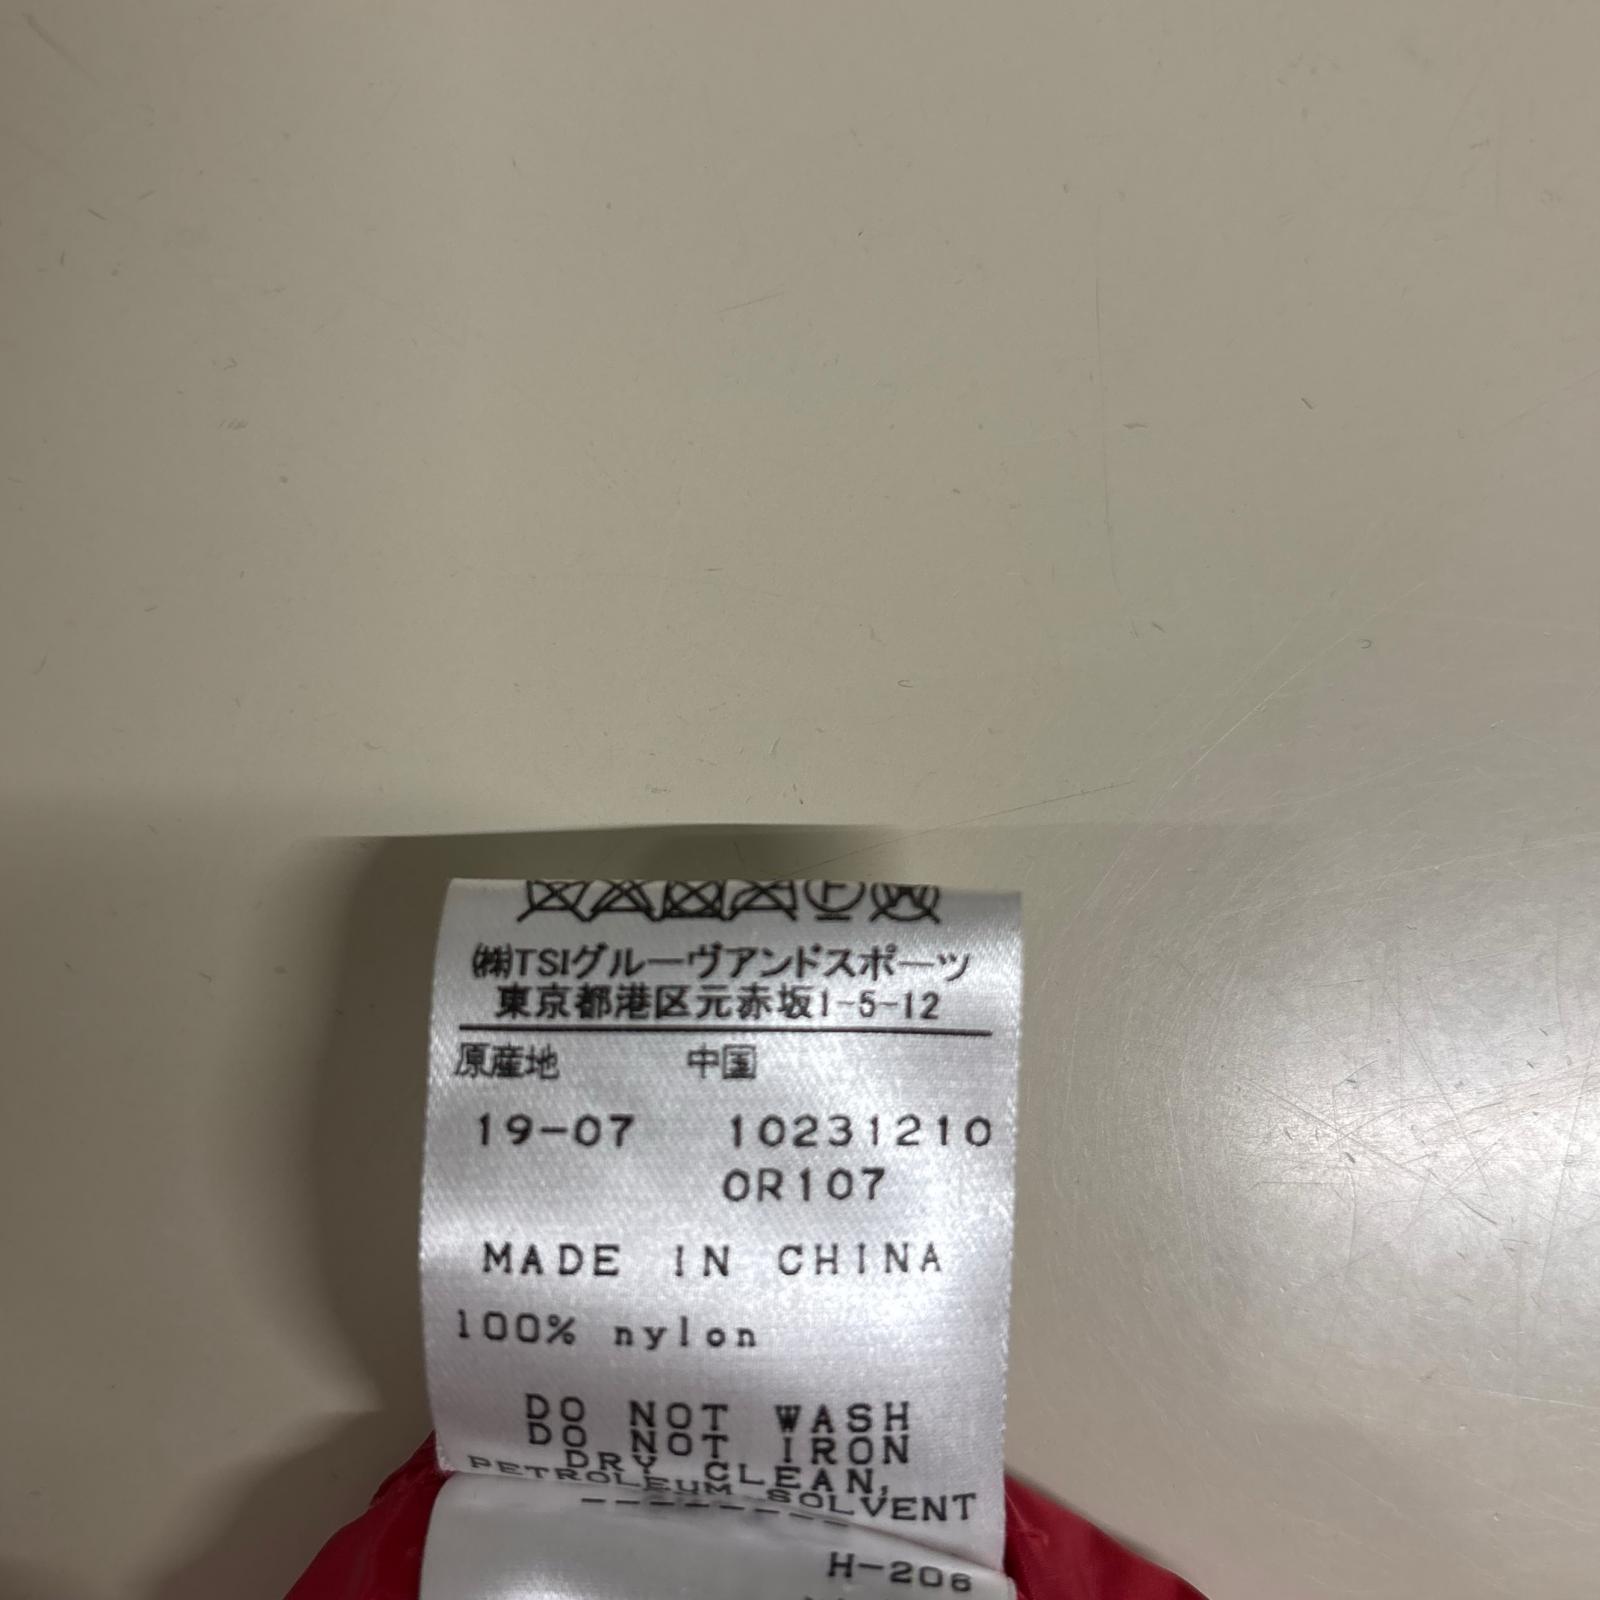 ㈱TSIグルーヴアンドスポーツ
東京都港区元赤坂1-5-12
原産地 中国
19-07 10231210
OR107
MADE IN CHINA
100% nylon
DO NOT WASH
DO NOT IRON
DRY CLEAN,
PETROLEUM SOLVENT
--------
H-206